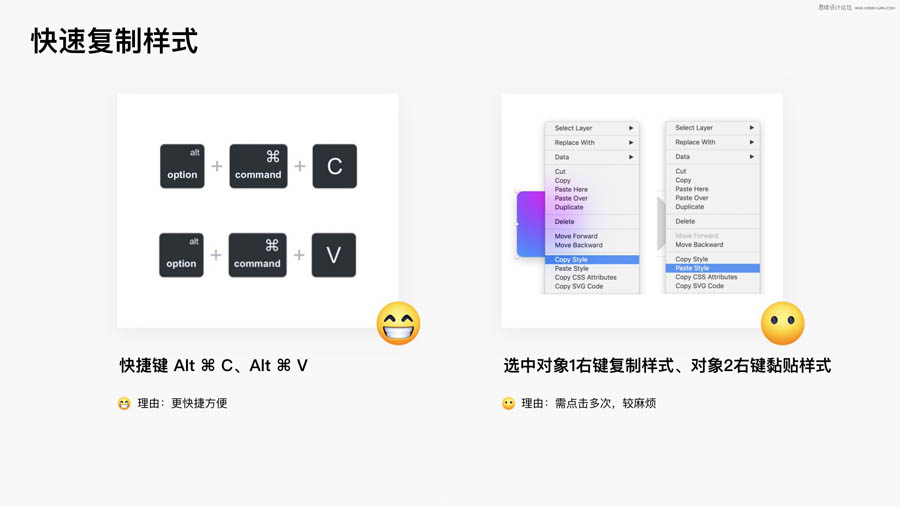 思缘设计论坛 WWW.MISSYUAN.COM
快速复制样式
alt
option
+
⌘
command
+
C
alt
option
+
⌘
command
+
V
Select Layer ▶
Replace With ▶
Data ▶
Cut
Copy
Paste Here
Paste Over
Duplicate
Delete
Move Forward
Move Backward
Copy Style
Paste Style
Copy CSS Attributes
Copy SVG Code
Select Layer ▶
Replace With ▶
Data ▶
Cut
Copy
Paste Here
Paste Over
Duplicate
Delete
Move Forward
Move Backward
Copy Style
Paste Style
Copy CSS Attributes
Copy SVG Code
快捷键 Alt ⌘ C、Alt ⌘ V
理由：更快捷方便
选中对象1右键复制样式、对象2右键黏贴样式
理由：需点击多次，较麻烦